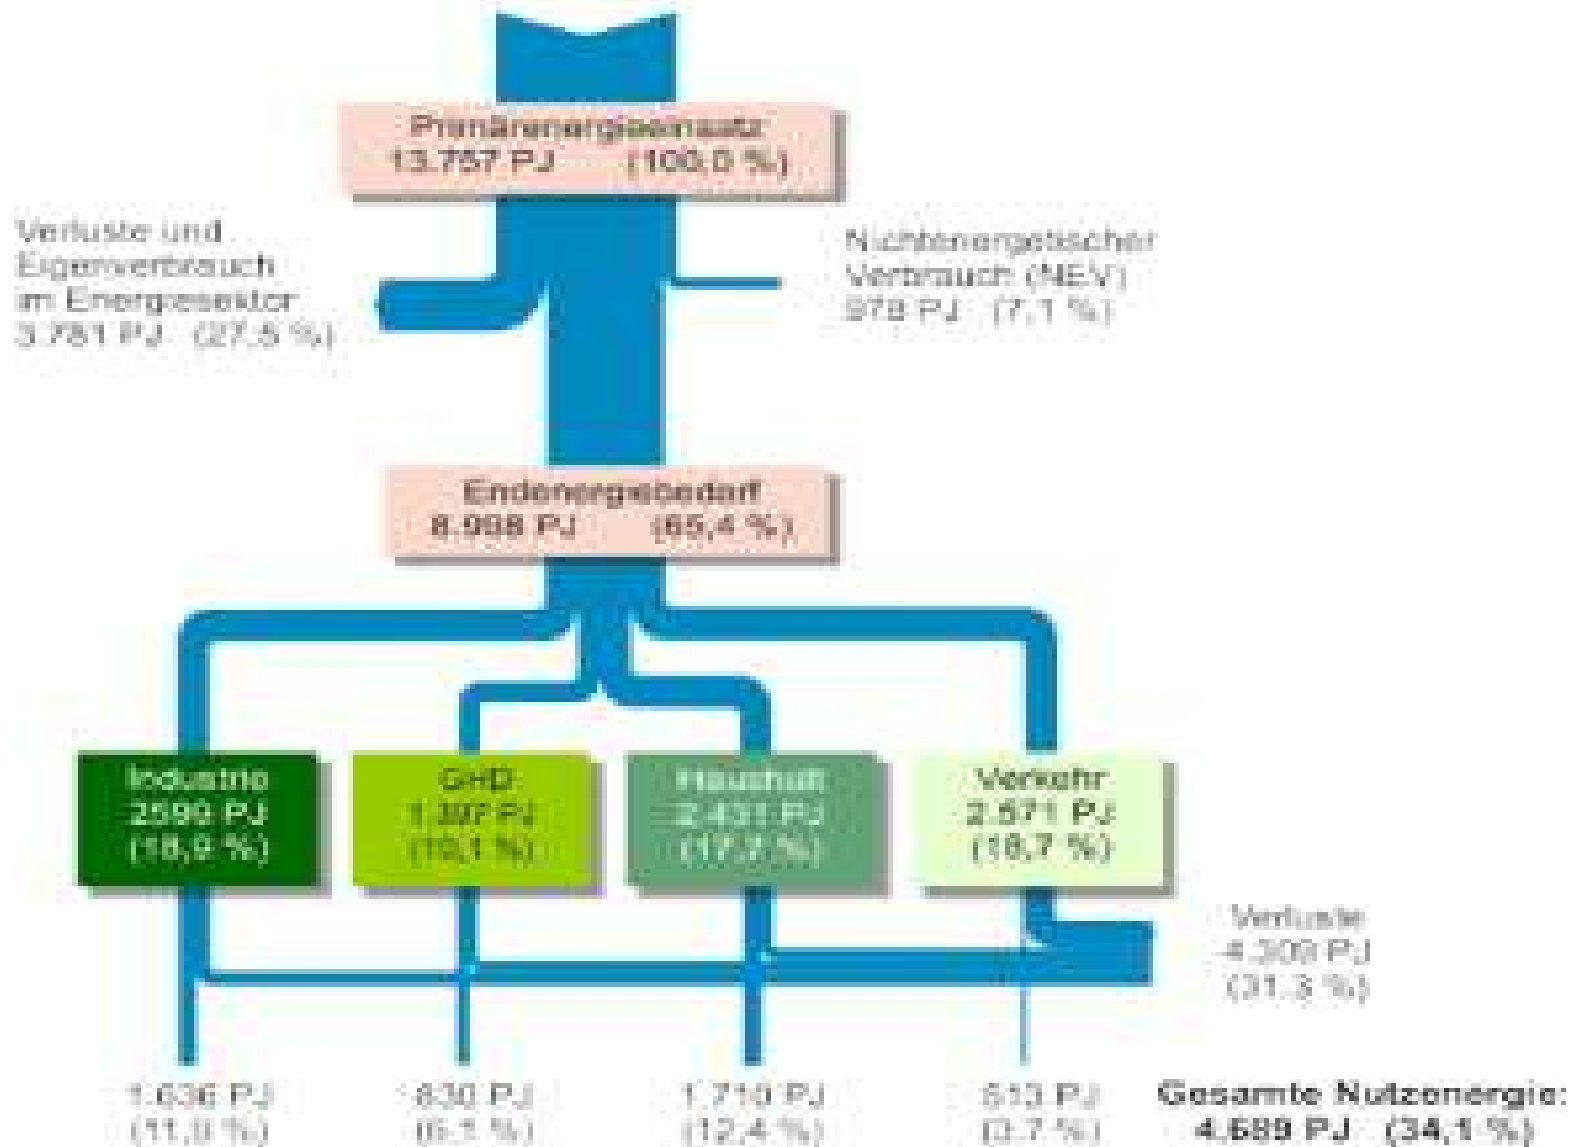 Primärenergieeinsatz
13.757 PJ (100,0 %)
Verluste und
Eigenverbrauch
im Energiesektor
3.781 PJ (27,5 %)
Nichtenergetischer
Verbrauch (NEV)
978 PJ (7,1 %)
Endenergiebedarf
8.998 PJ (65,4 %)
Industrie
2599 PJ
(18,9 %)
GHD
1.397 PJ
(10,1 %)
Haushalt
2.431 PJ
(17,7 %)
Verkehr
2.571 PJ
(18,7 %)
Verluste
4.309 PJ
(31.3 %)
1.636 PJ
(11,9 %)
830 PJ
(6.1 %)
1.710 PJ
(12,4 %)
513 PJ
(3.7 %)
Gesamte Nutzenergie:
4.689 PJ (34,1 %)